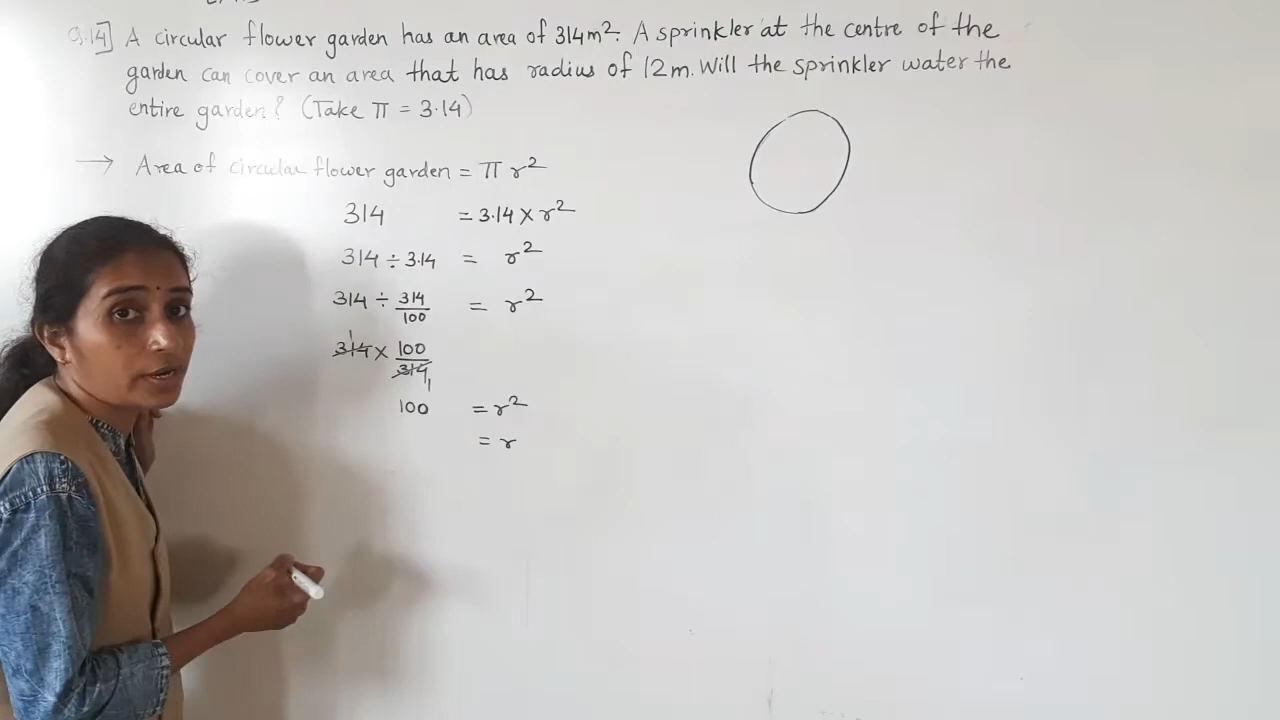 Q.14] A circular flower garden has an area of 314m². A sprinkler at the centre of the
garden can cover an area that has radius of 12m. Will the sprinkler water the
entire garden? (Take π = 3.14)
→ Area of circular flower garden = π r²
314 = 3.14 × r²
314 ÷ 3.14 = r²
314 ÷ 314/100 = r²
314 1 × 100/314 1
100 = r²
= r